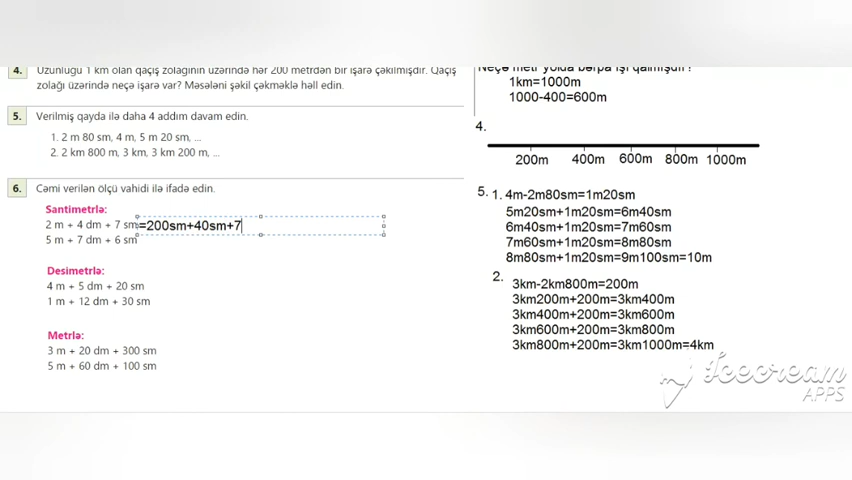 4. Uzunluğu 1 km olan qaçış zolağının üzərində hər 200 metrdən bir işarə çəkilmişdir. Qaçış
zolağı üzərində neçə işarə var? Məsələni şəkil çəkməklə həll edin.
5. Verilmiş qayda ilə daha 4 addım davam edin.
1. 2 m 80 sm, 4 m, 5 m 20 sm, ...
2. 2 km 800 m, 3 km, 3 km 200 m, ...
6. Cəmi verilən ölçü vahidi ilə ifadə edin.
Santimetrlə:
2 m + 4 dm + 7 sm=200sm+40sm+7
5 m + 7 dm + 6 sm
Desimetrlə:
4 m + 5 dm + 20 sm
1 m + 12 dm + 30 sm
Metrlə:
3 m + 20 dm + 300 sm
5 m + 60 dm + 100 sm
Neçə metr yolda bərpa işi qalmışdır?
1km=1000m
1000-400=600m
4.
200m 400m 600m 800m 1000m
5. 1. 4m-2m80sm=1m20sm
5m20sm+1m20sm=6m40sm
6m40sm+1m20sm=7m60sm
7m60sm+1m20sm=8m80sm
8m80sm+1m20sm=9m100sm=10m
2. 3km-2km800m=200m
3km200m+200m=3km400m
3km400m+200m=3km600m
3km600m+200m=3km800m
3km800m+200m=3km1000m=4km
Icecream
APPS